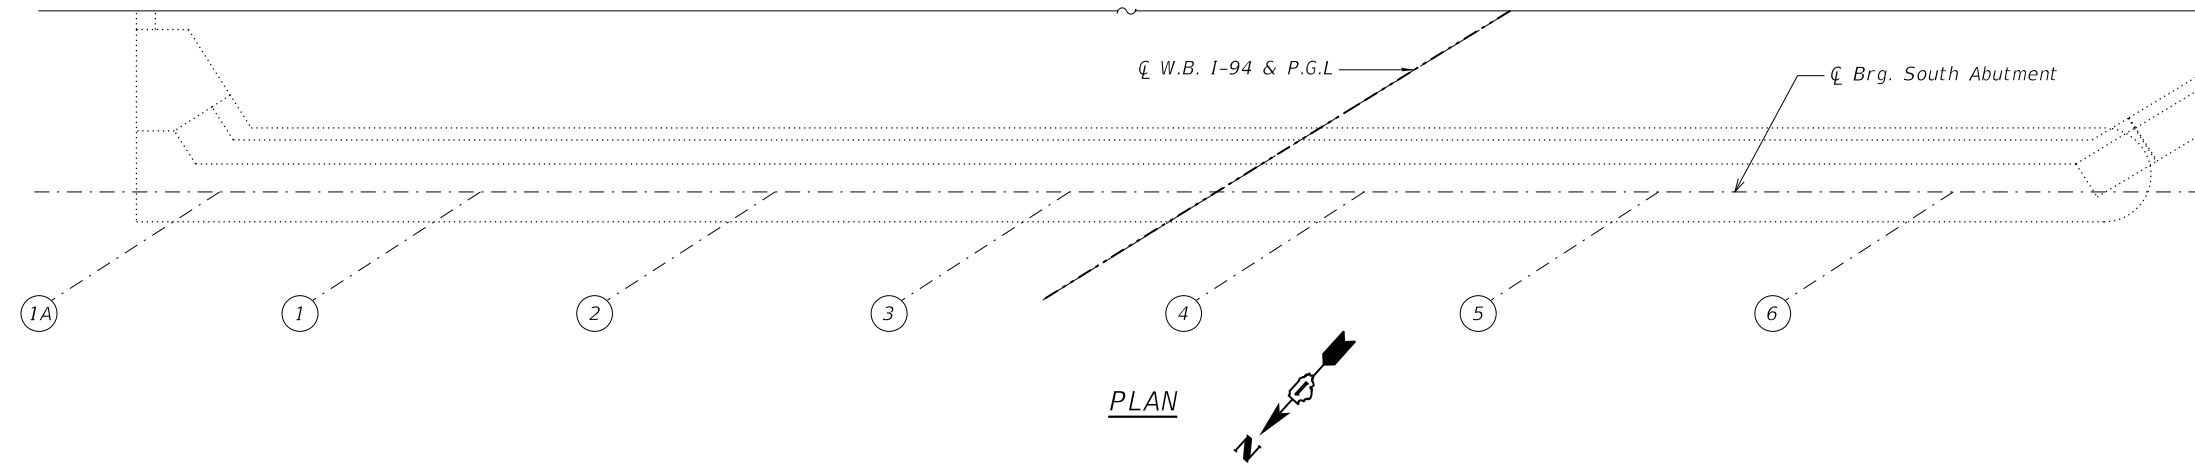 ℄ W.B. I-94 & P.G.L
℄ Brg. South Abutment
1A
1
2
3
4
5
6
PLAN
N